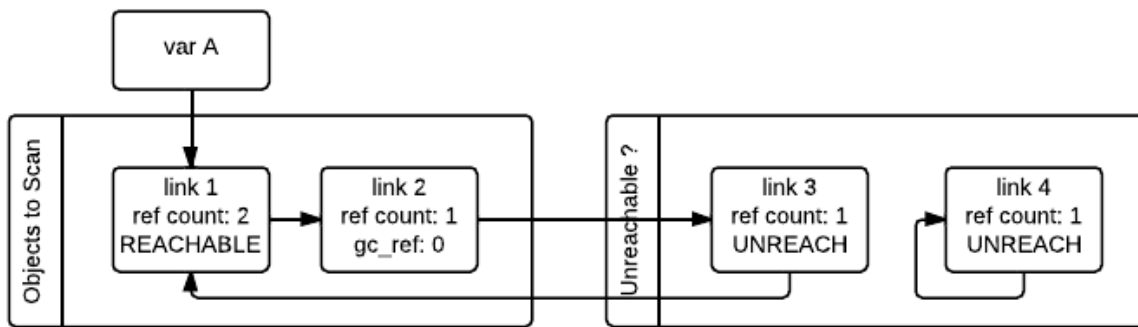 var A
Objects to Scan
link 1
ref count: 2
REACHABLE
link 2
ref count: 1
gc_ref: 0
Unreachable ?
link 3
ref count: 1
UNREACH
link 4
ref count: 1
UNREACH